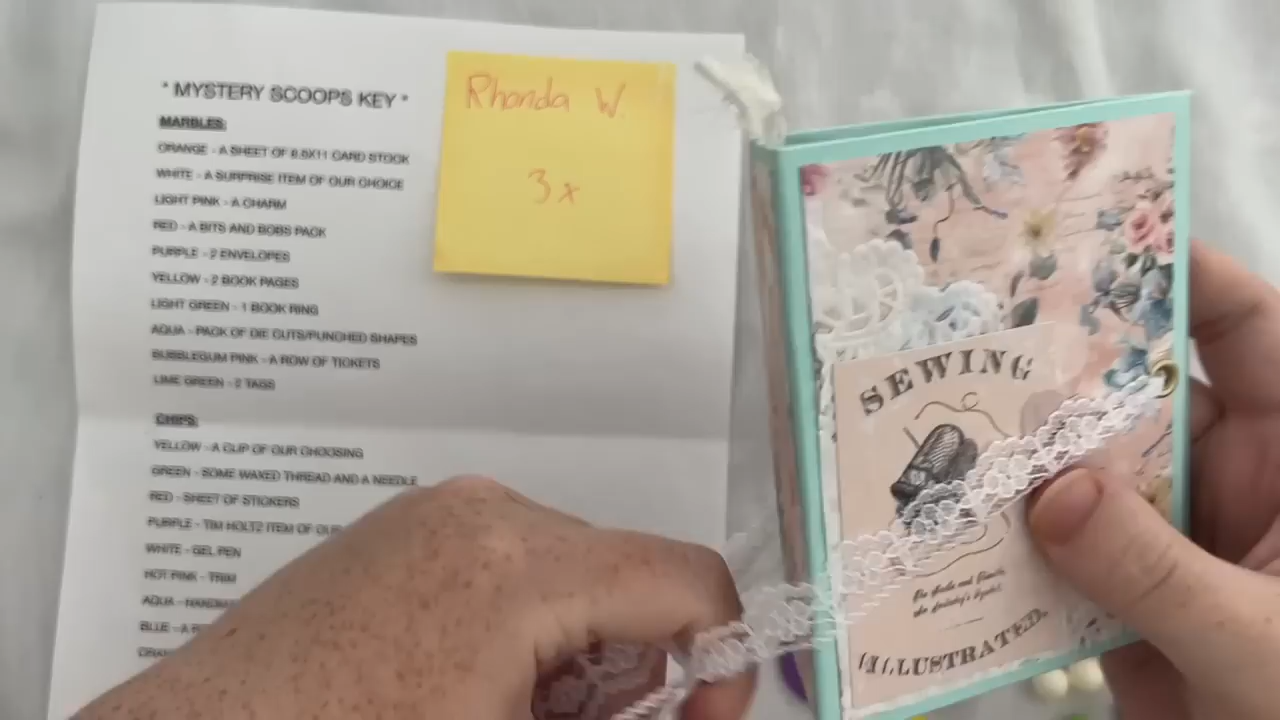 * MYSTERY SCOOPS KEY *
MARBLES:
ORANGE - A SHEET OF 8.5X11 CARD STOCK
WHITE - A SURPRISE ITEM OF OUR CHOICE
LIGHT PINK - A CHARM
RED - A BITS AND BOBS PACK
PURPLE - 2 ENVELOPES
YELLOW - 2 BOOK PAGES
LIGHT GREEN - 1 BOOK RING
AQUA - PACK OF DIE CUTS/PUNCHED SHAPES
BUBBLEGUM PINK - A ROW OF TICKETS
LIME GREEN - 2 TAGS
CHIPS:
YELLOW - A CLIP OF OUR CHOOSING
GREEN - SOME WAXED THREAD AND A NEEDLE
RED - SHEET OF STICKERS
PURPLE - TIM HOLTZ ITEM OF OUR
WHITE - GEL PEN
HOT PINK - TRIM
AQUA -
BLUE - A
Rhonda W.
3x
SEWING
ILLUSTRATED.